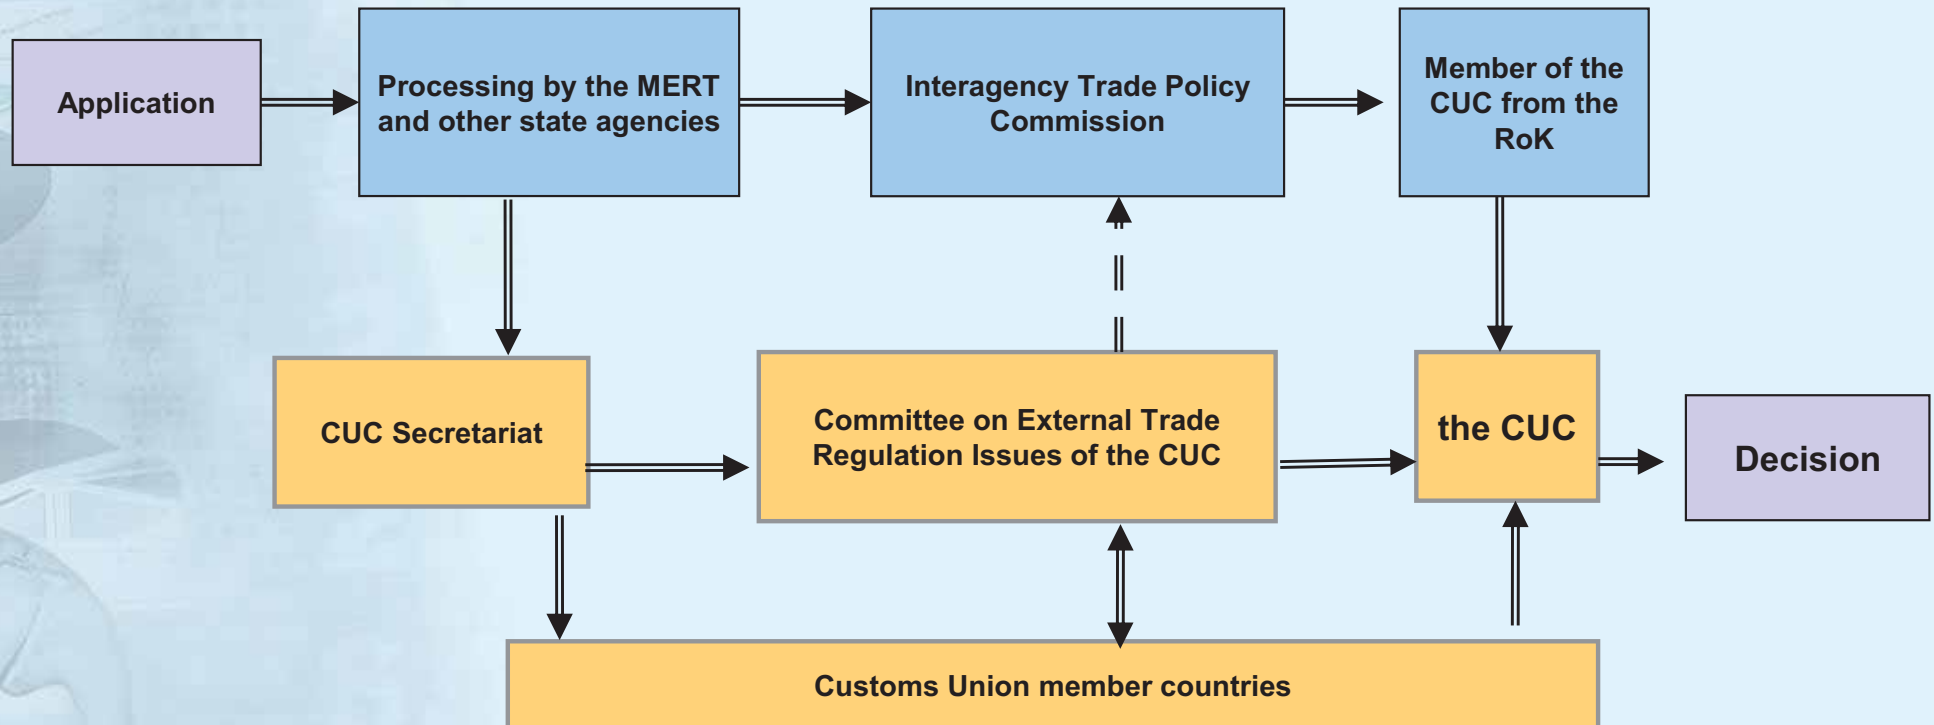 Application
Processing by the MERT
and other state agencies
Interagency Trade Policy
Commission
Member of the
CUC from the
RoK
CUC Secretariat
Committee on External Trade
Regulation Issues of the CUC
the CUC
Decision
Customs Union member countries